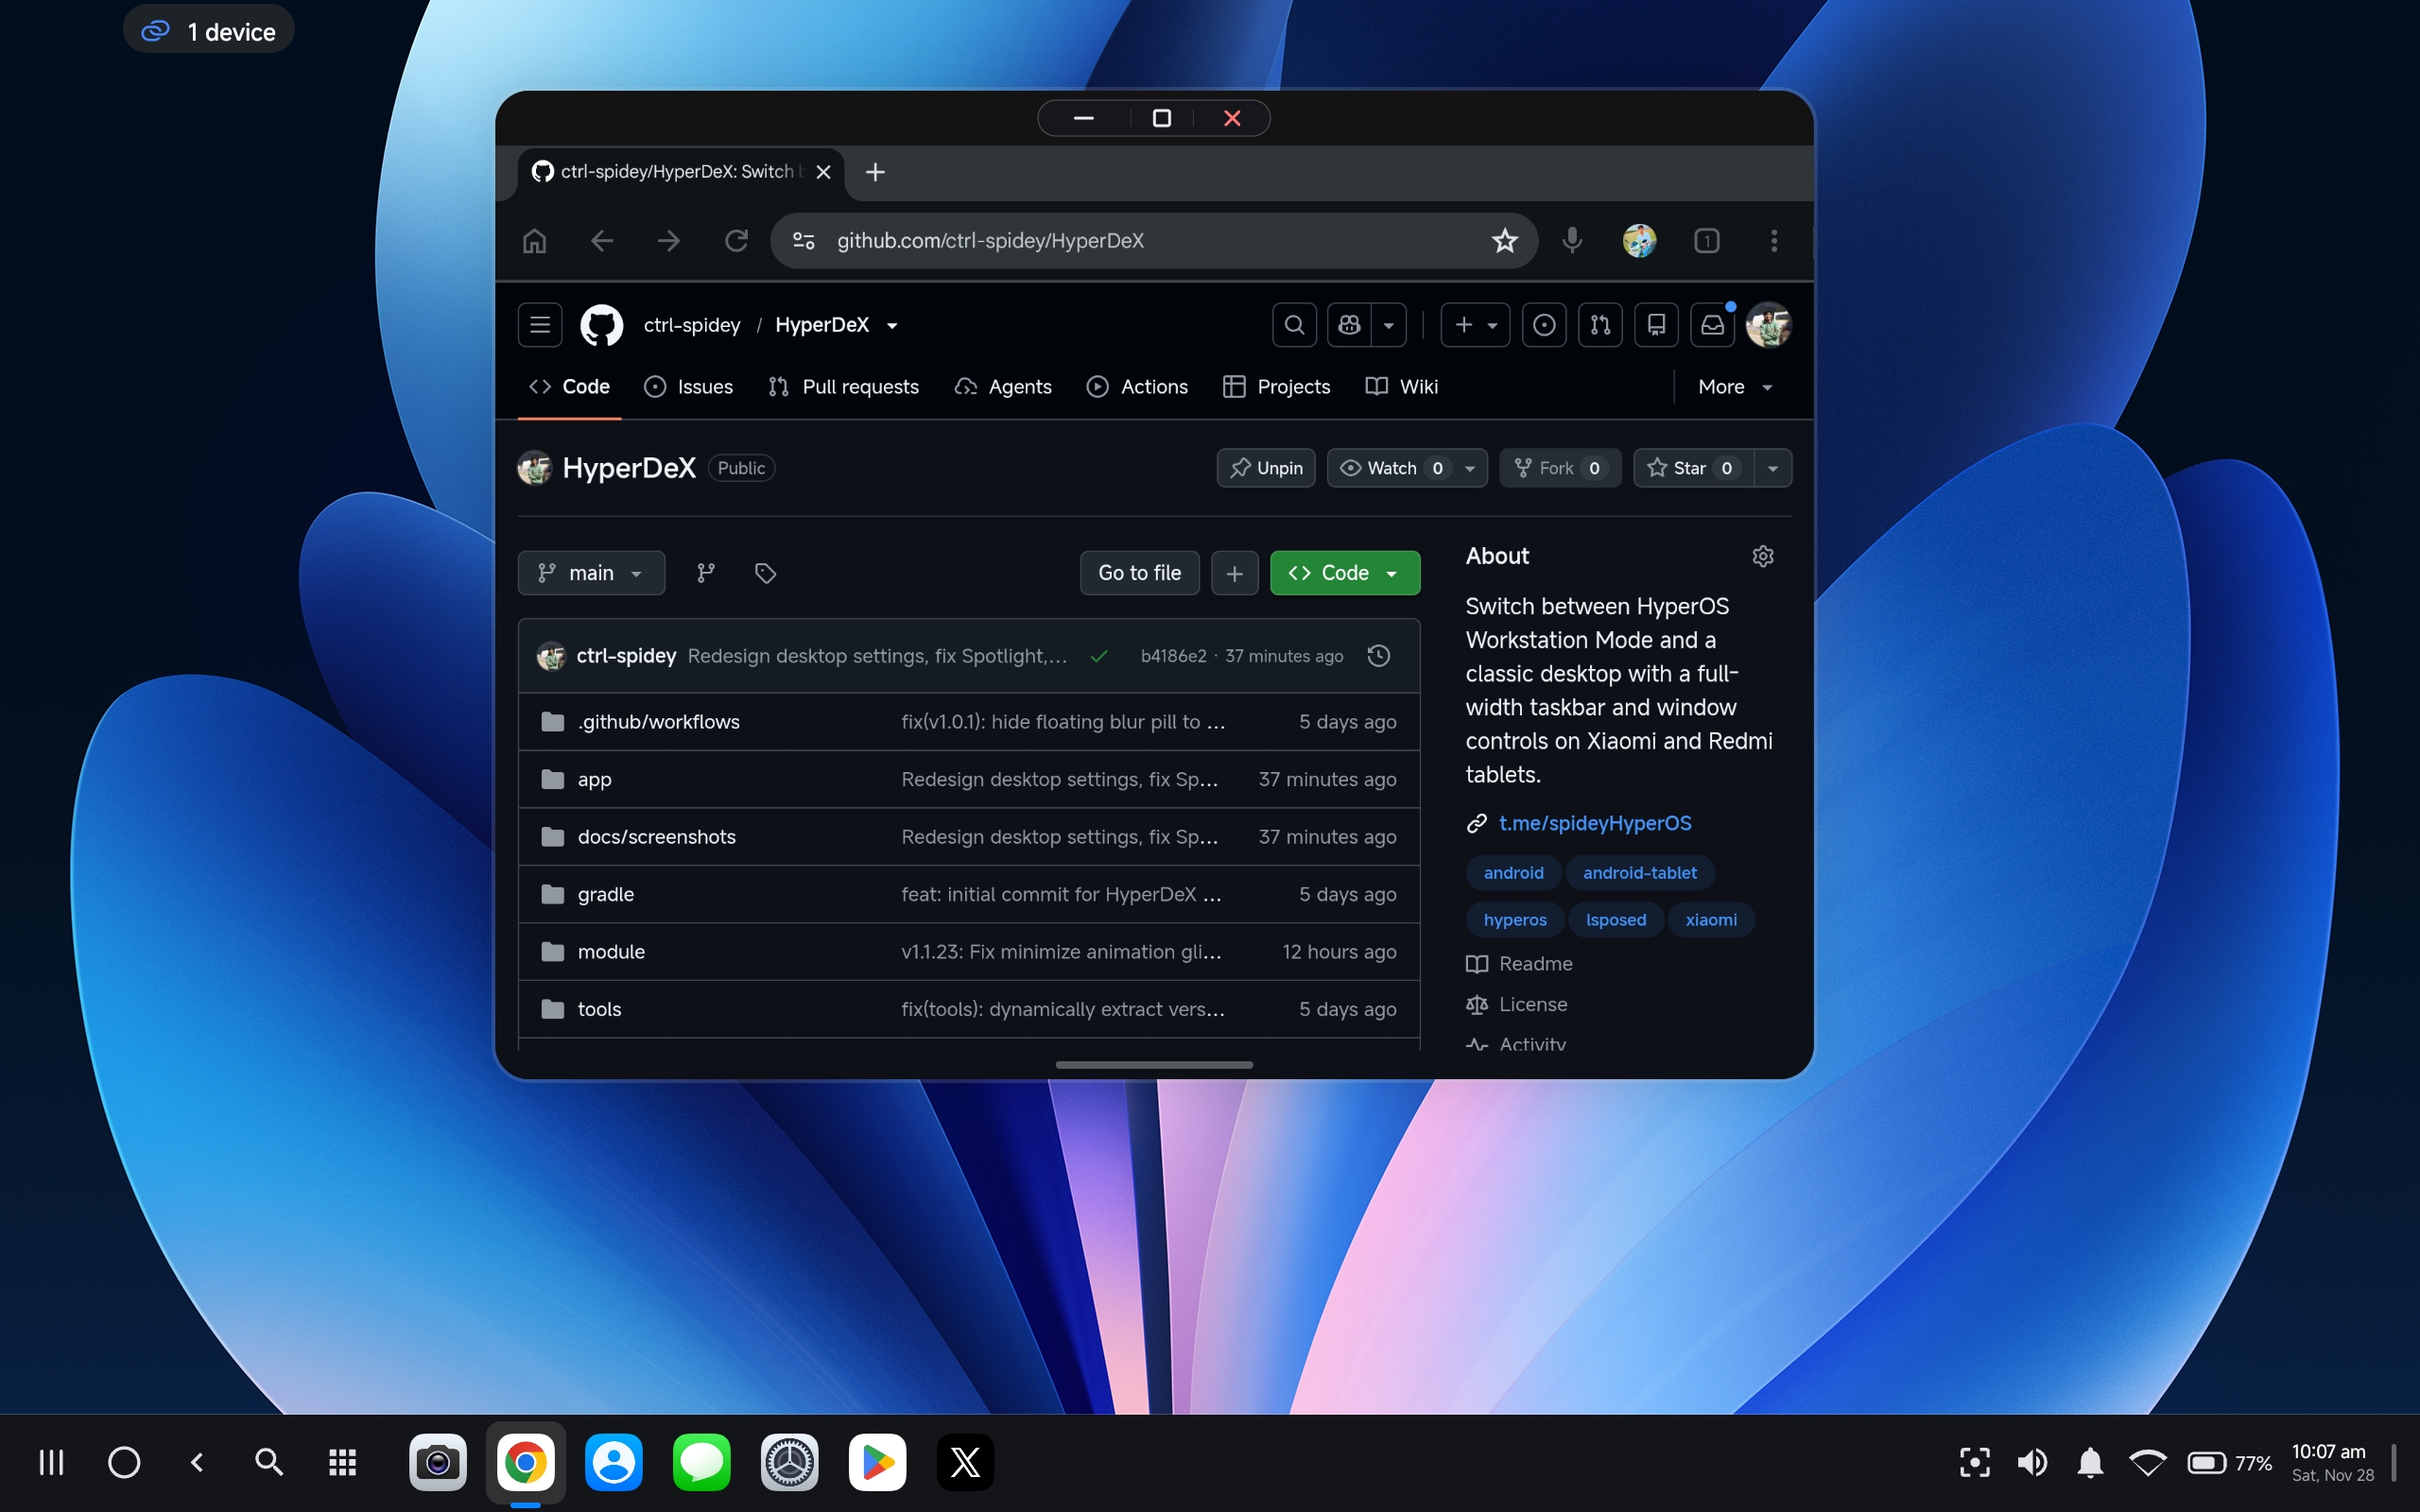 1 device
ctrl-spidey/HyperDeX: Switch
github.com/ctrl-spidey/HyperDeX
1
ctrl-spidey / HyperDeX
Code Issues Pull requests Agents Actions Projects Wiki More
HyperDeX Public Unpin Watch 0 Fork 0 Star 0
main Go to file Code
ctrl-spidey Redesign desktop settings, fix Spotlight,... b4186e2 · 37 minutes ago
.github/workflows fix(v1.0.1): hide floating blur pill to ... 5 days ago
app Redesign desktop settings, fix Sp... 37 minutes ago
docs/screenshots Redesign desktop settings, fix Sp... 37 minutes ago
gradle feat: initial commit for HyperDeX ... 5 days ago
module v1.1.23: Fix minimize animation gli... 12 hours ago
tools fix(tools): dynamically extract vers... 5 days ago
About
Switch between HyperOS
Workstation Mode and a
classic desktop with a full-
width taskbar and window
controls on Xiaomi and Redmi
tablets.
t.me/spideyHyperOS
android android-tablet
hyperos lsposed xiaomi
Readme
License
Activity
77%
10:07 am
Sat, Nov 28